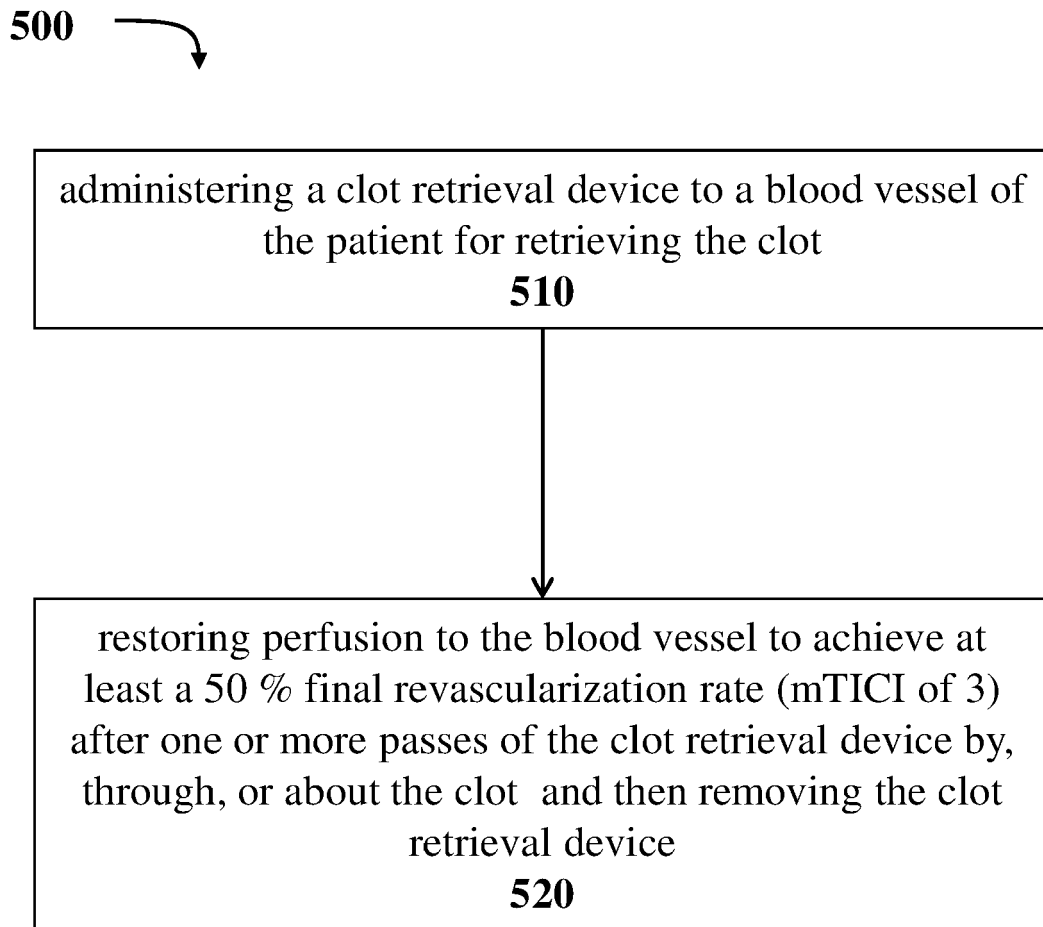 500
administering a clot retrieval device to a blood vessel of
the patient for retrieving the clot
510
restoring perfusion to the blood vessel to achieve at
least a 50 % final revascularization rate (mTICI of 3)
after one or more passes of the clot retrieval device by,
through, or about the clot and then removing the clot
retrieval device
520